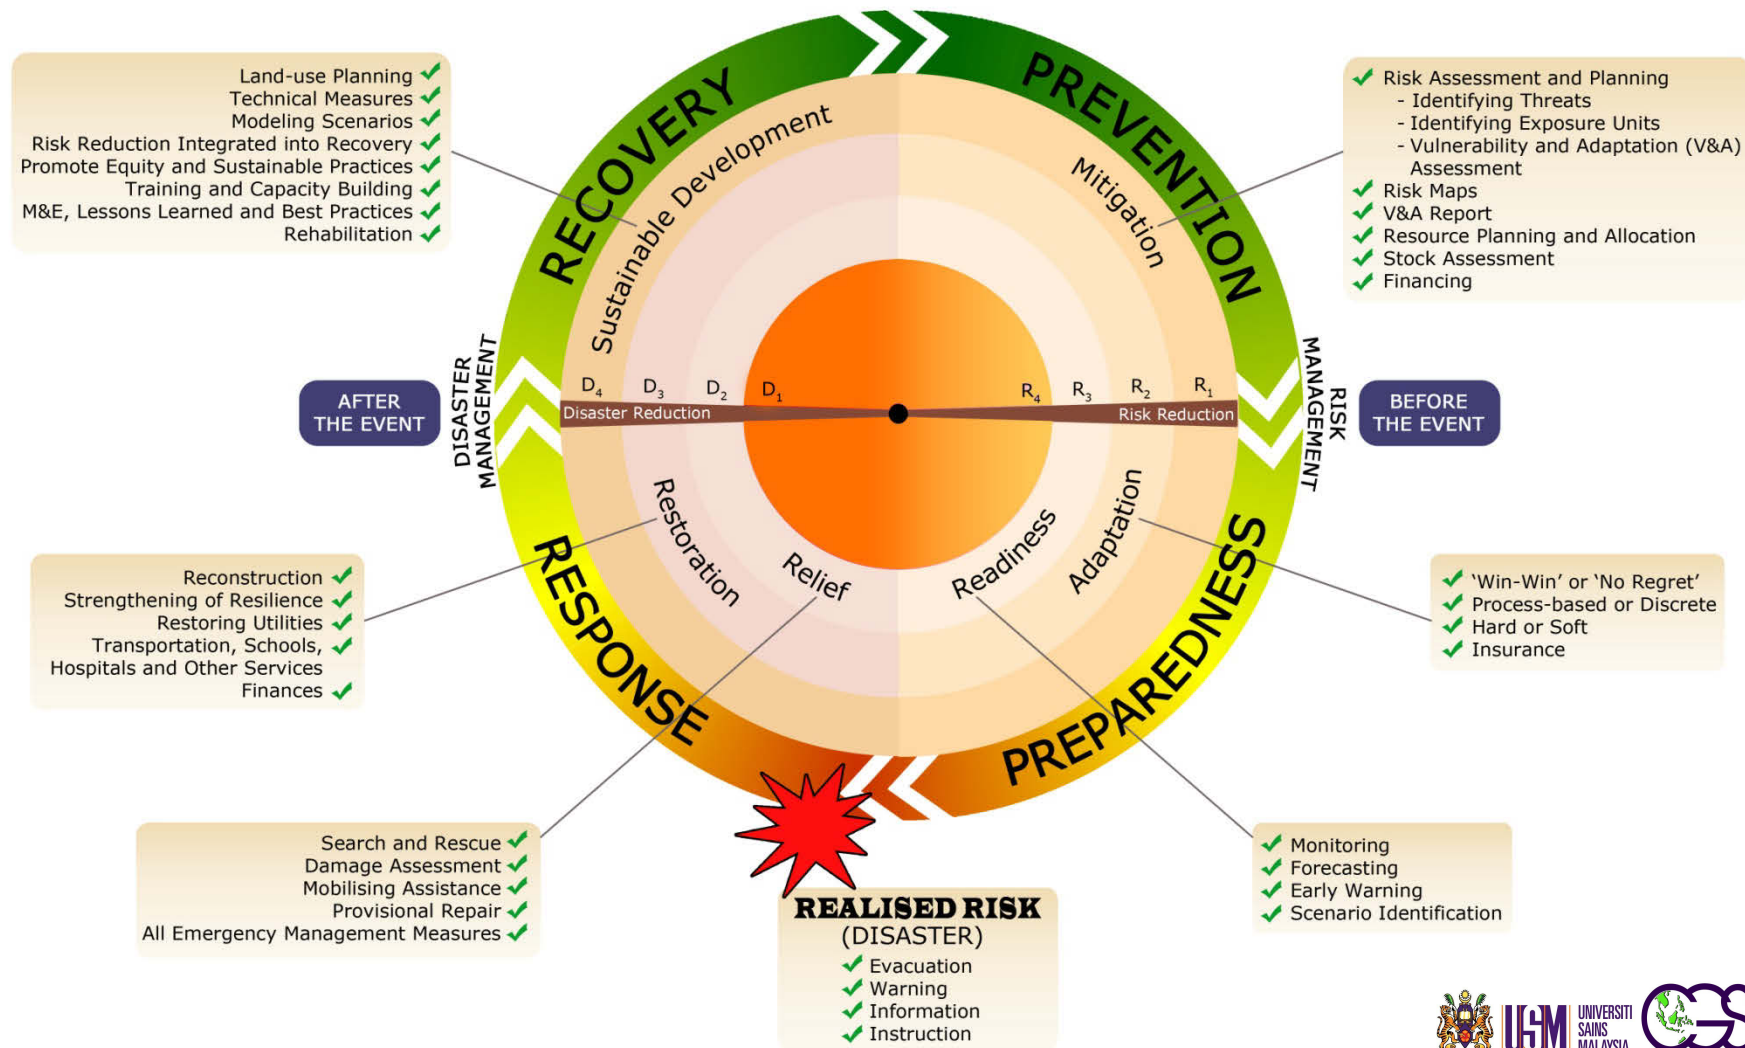 RECOVERY
PREVENTION
Land-use Planning
Technical Measures
Modeling Scenarios
Risk Reduction Integrated into Recovery
Promote Equity and Sustainable Practices
Training and Capacity Building
M&E, Lessons Learned and Best Practices
Rehabilitation
Sustainable Development
Mitigation
Risk Assessment and Planning
- Identifying Threats
- Identifying Exposure Units
- Vulnerability and Adaptation (V&A)
Assessment
Risk Maps
V&A Report
Resource Planning and Allocation
Stock Assessment
Financing
AFTER
THE EVENT
DISASTER
MANAGEMENT
D4 D3 D2 D1
R4 R3 R2 R1
Disaster Reduction
Risk Reduction
RISK
MANAGEMENT
BEFORE
THE EVENT
Restoration
Relief
Readiness
Adaptation
RESPONSE
PREPAREDNESS
Reconstruction
Strengthening of Resilience
Restoring Utilities
Transportation, Schools,
Hospitals and Other Services
Finances
‘Win-Win’ or ‘No Regret’
Process-based or Discrete
Hard or Soft
Insurance
Search and Rescue
Damage Assessment
Mobilising Assistance
Provisional Repair
All Emergency Management Measures
Monitoring
Forecasting
Early Warning
Scenario Identification
REALISED RISK
(DISASTER)
Evacuation
Warning
Information
Instruction
USM
UNIVERSITI
SAINS
MALAYSIA